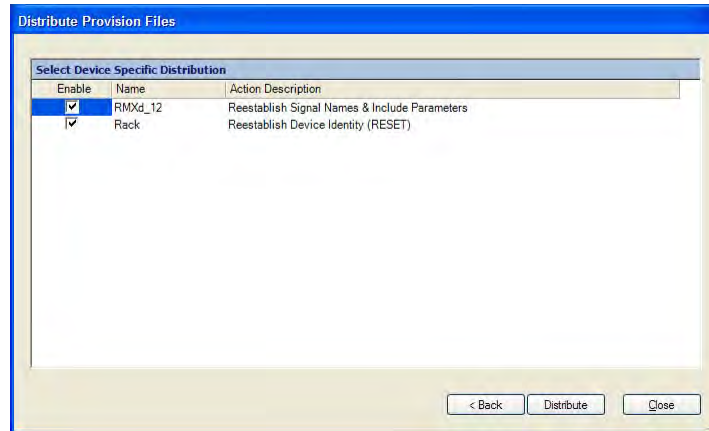 Distribute Provision Files
Select Device Specific Distribution
Enable Name Action Description
RMXd_12 Reestablish Signal Names & Include Parameters
Rack Reestablish Device Identity (RESET)
< Back Distribute Close